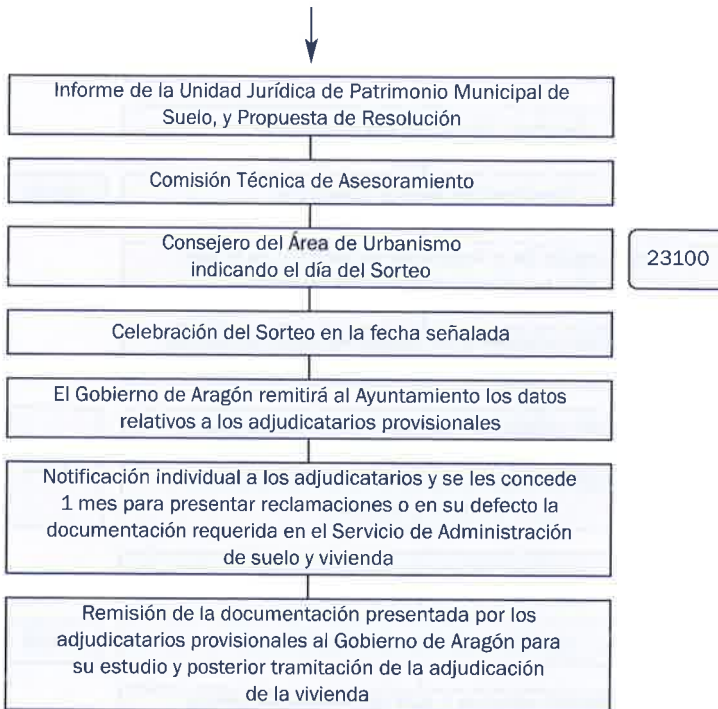 Informe de la Unidad Jurídica de Patrimonio Municipal de
Suelo, y Propuesta de Resolución
Comisión Técnica de Asesoramiento
Consejero del Área de Urbanismo
indicando el día del Sorteo
23100
Celebración del Sorteo en la fecha señalada
El Gobierno de Aragón remitirá al Ayuntamiento los datos
relativos a los adjudicatarios provisionales
Notificación individual a los adjudicatarios y se les concede
1 mes para presentar reclamaciones o en su defecto la
documentación requerida en el Servicio de Administración
de suelo y vivienda
Remisión de la documentación presentada por los
adjudicatarios provisionales al Gobierno de Aragón para
su estudio y posterior tramitación de la adjudicación
de la vivienda